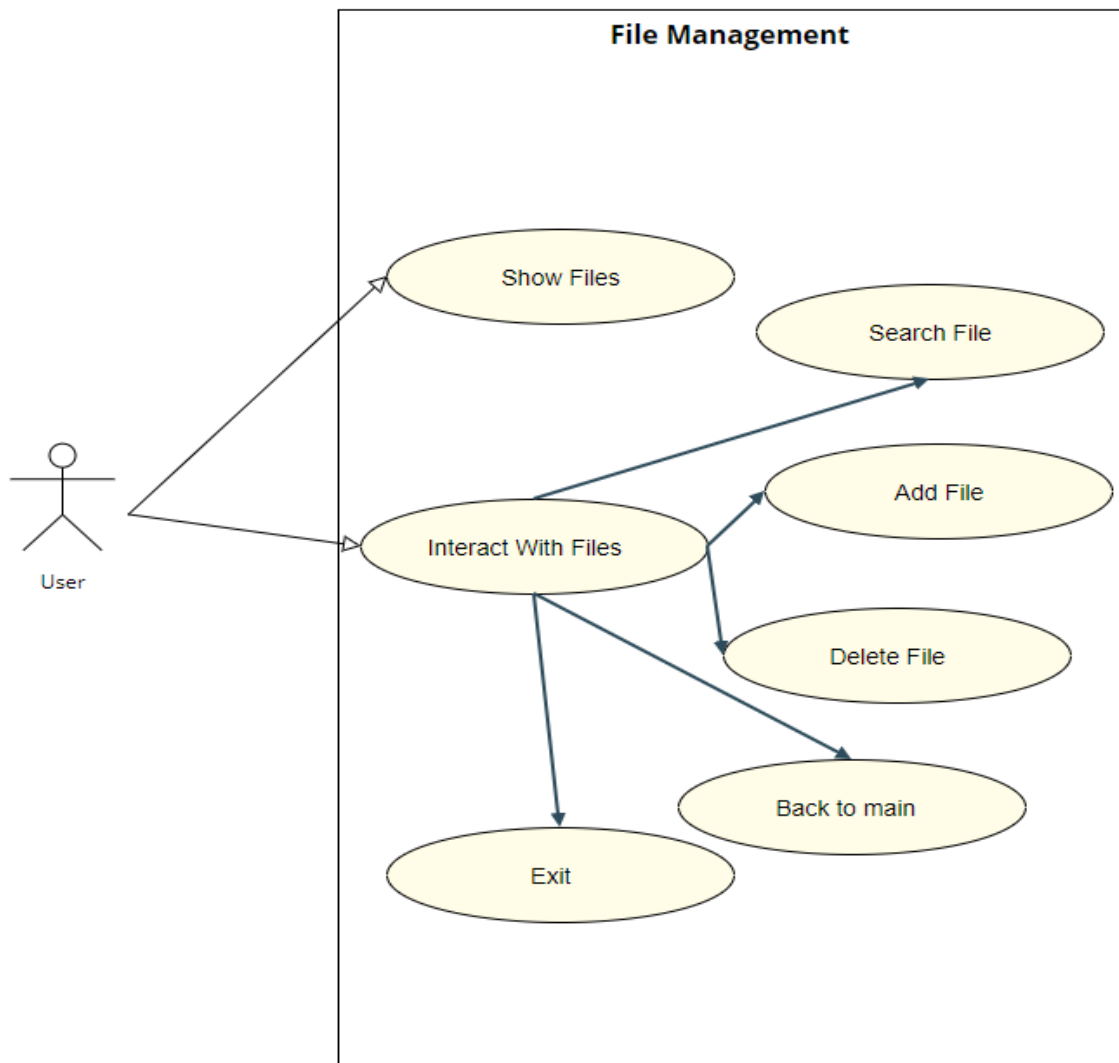 File Management
Show Files
Search File
Add File
Interact With Files
User
Delete File
Back to main
Exit